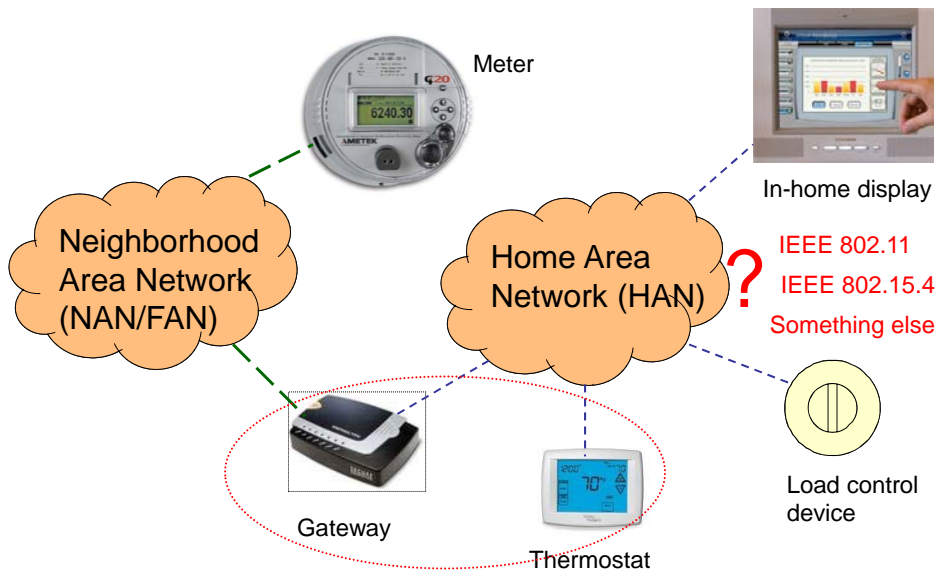 Meter
C20
6240.30
AMETEK
In-home display
Neighborhood
Area Network
(NAN/FAN)
Home Area
Network (HAN)
?
IEEE 802.11
IEEE 802.15.4
Something else
Gateway
70°
Thermostat
Load control
device